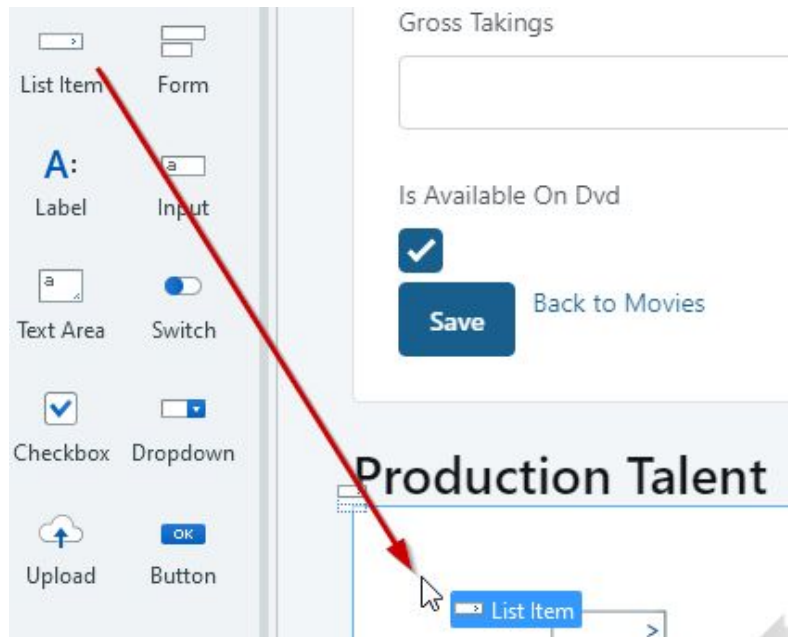 List Item
Form
A:
Label
a
Input
a
Text Area
Switch
Checkbox
Dropdown
Upload
OK
Button
Gross Takings
Is Available On Dvd
Save
Back to Movies
Production Talent
List Item